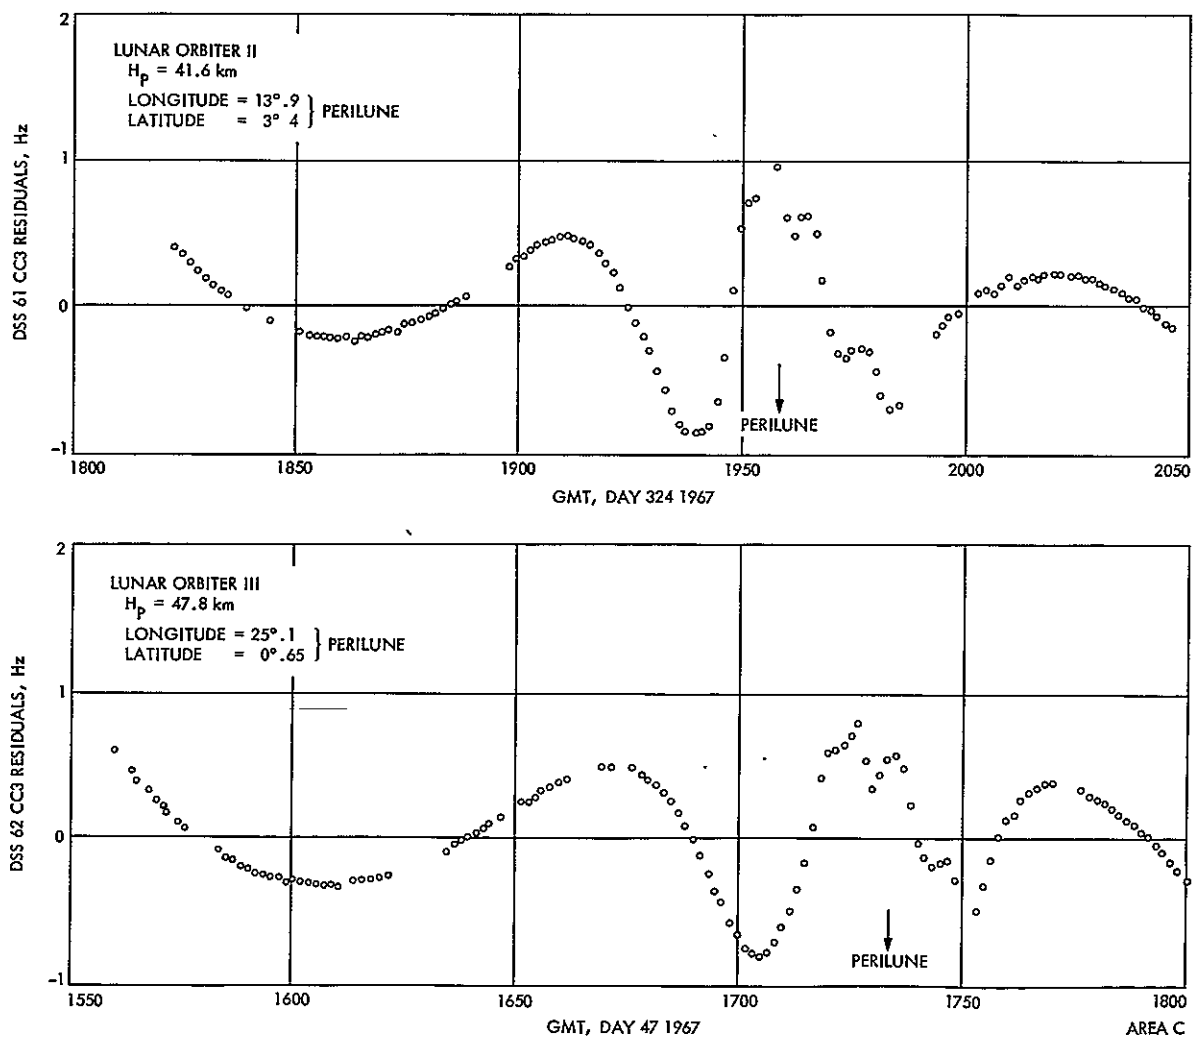 2
LUNAR ORBITER II
Hp = 41.6 km
LONGITUDE = 13°.9
LATITUDE = 3° 4
} PERILUNE
DSS 61 CC3 RESIDUALS, Hz
1
0
PERILUNE
-1
1800 1850 1900 1950 2000 2050
GMT, DAY 324 1967
2
LUNAR ORBITER III
Hp = 47.8 km
LONGITUDE = 25°.1
LATITUDE = 0°.65
} PERILUNE
DSS 62 CC3 RESIDUALS, Hz
1
0
PERILUNE
-1
1550 1600 1650 1700 1750 1800
GMT, DAY 47 1967
AREA C